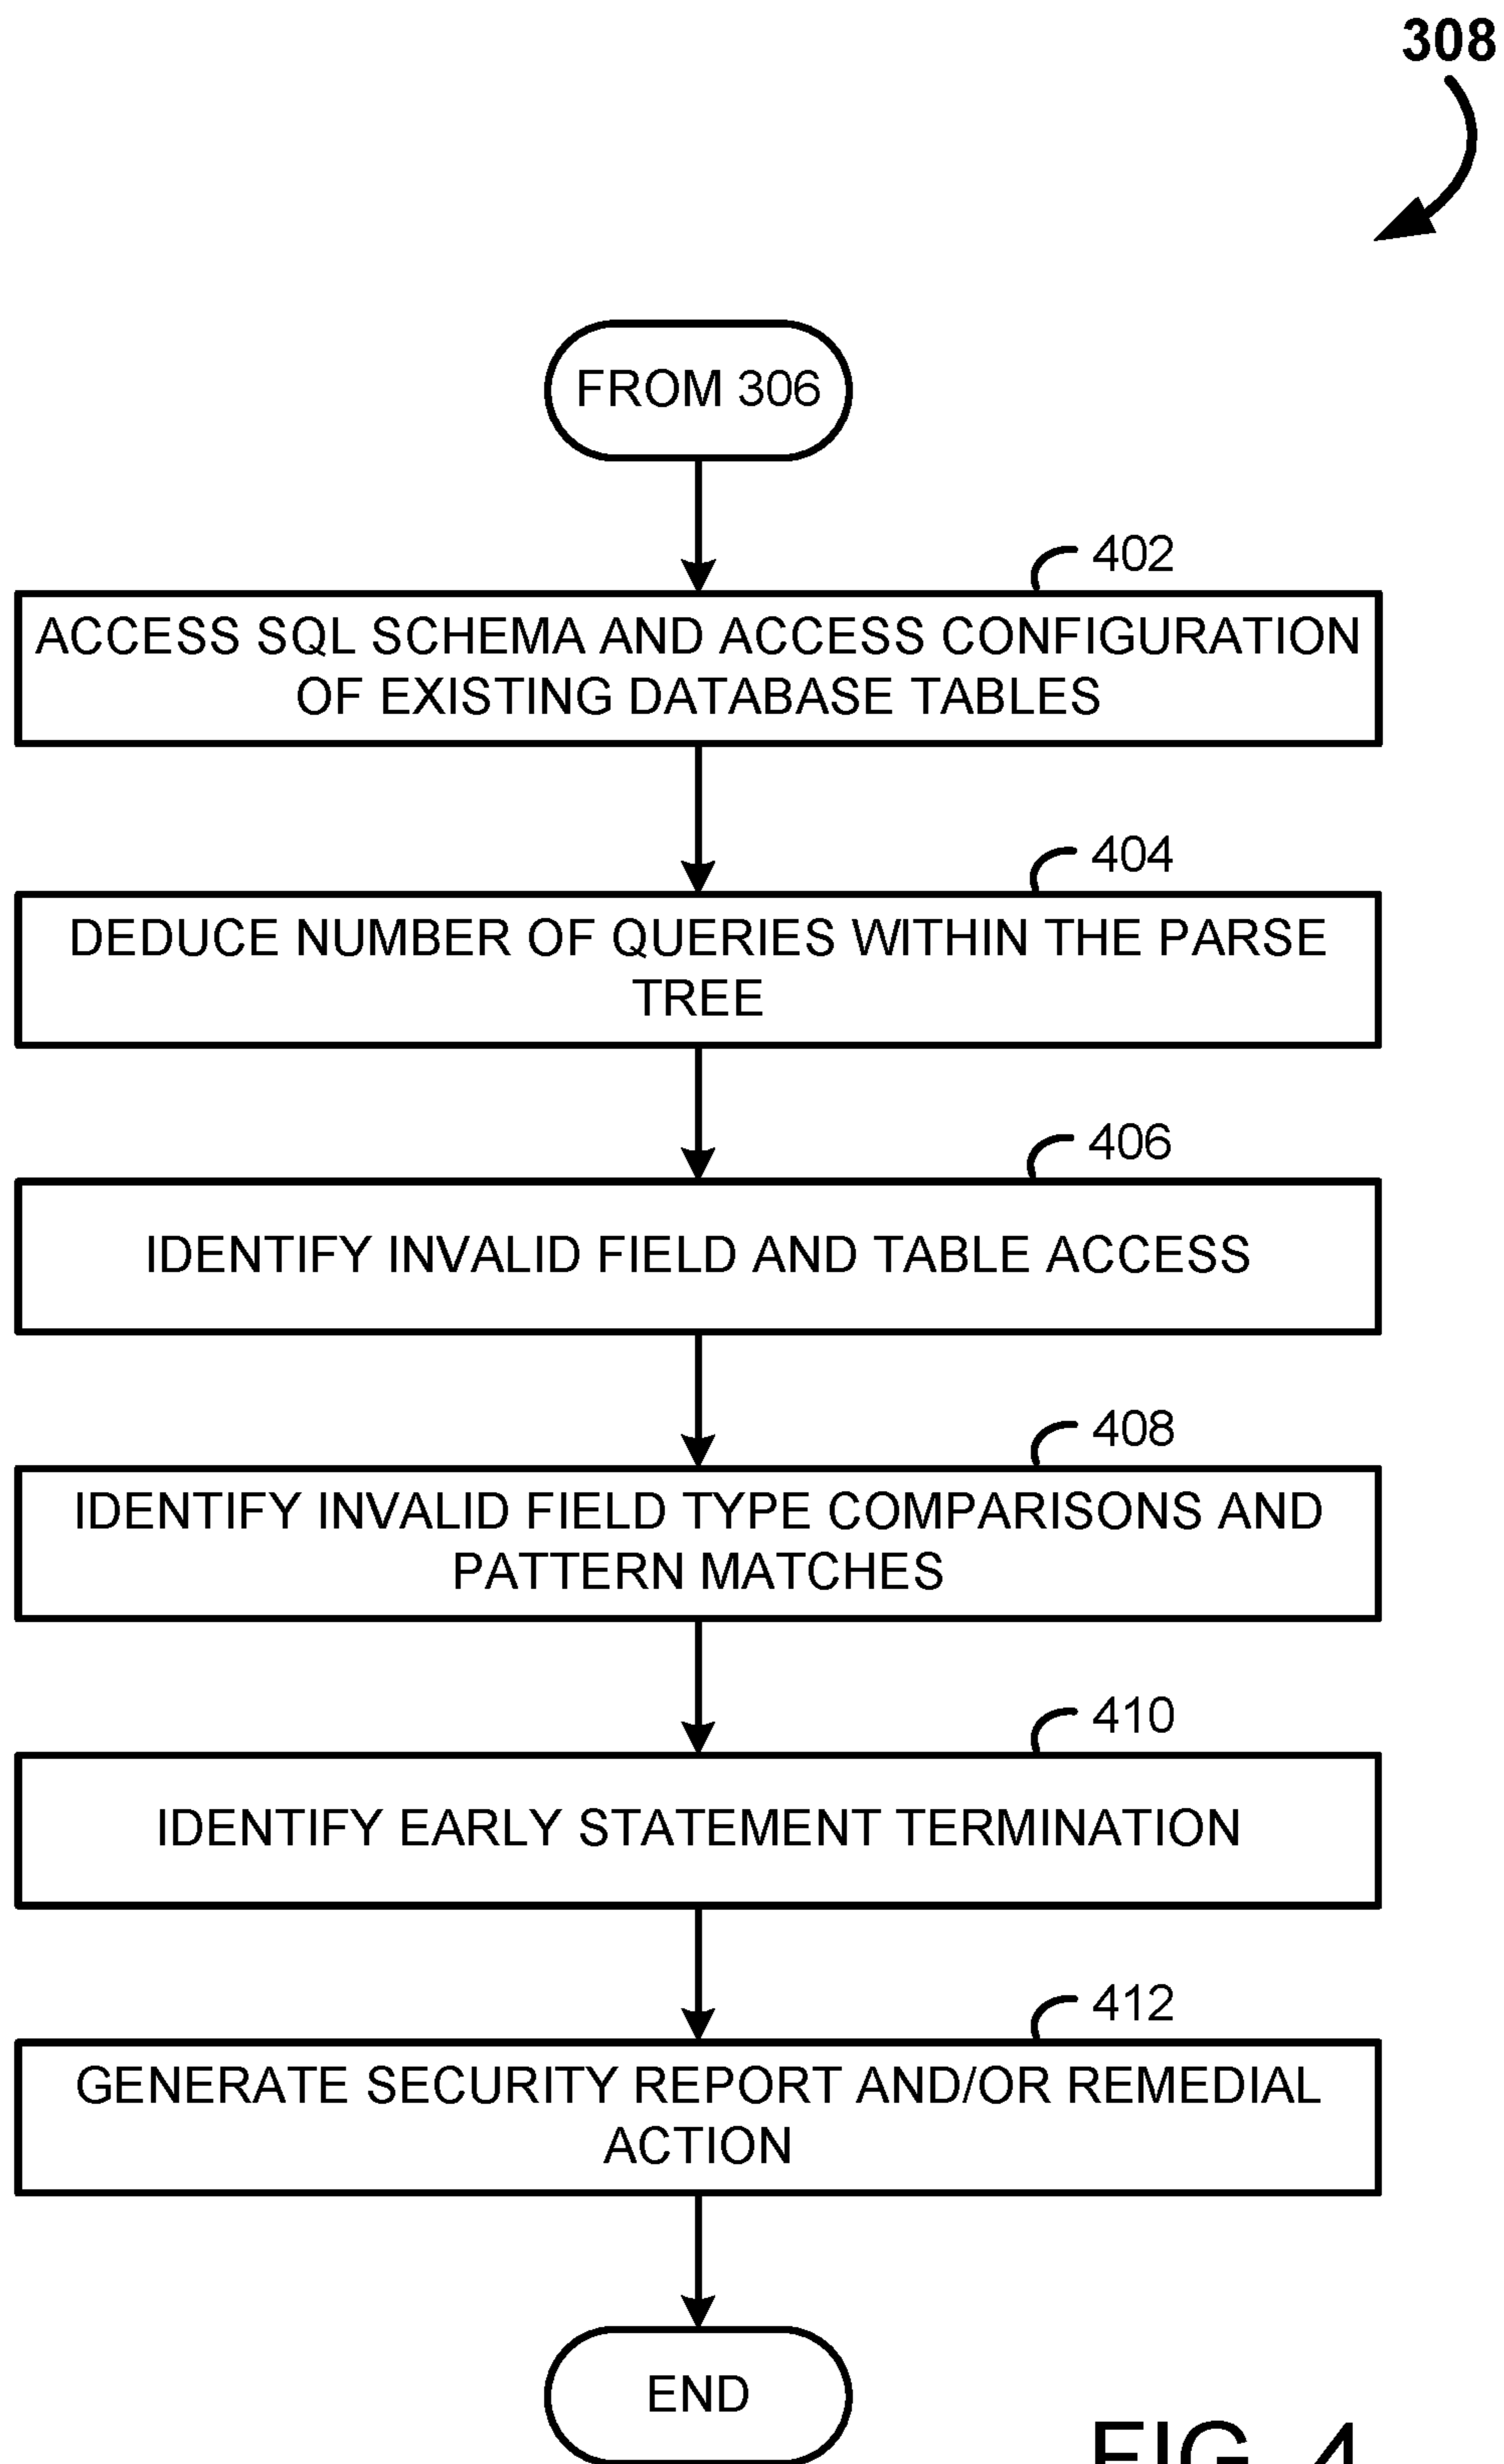 308
FROM 306
402
ACCESS SQL SCHEMA AND ACCESS CONFIGURATION
OF EXISTING DATABASE TABLES
404
DEDUCE NUMBER OF QUERIES WITHIN THE PARSE
TREE
406
IDENTIFY INVALID FIELD AND TABLE ACCESS
408
IDENTIFY INVALID FIELD TYPE COMPARISONS AND
PATTERN MATCHES
410
IDENTIFY EARLY STATEMENT TERMINATION
412
GENERATE SECURITY REPORT AND/OR REMEDIAL
ACTION
END
FIG. 4